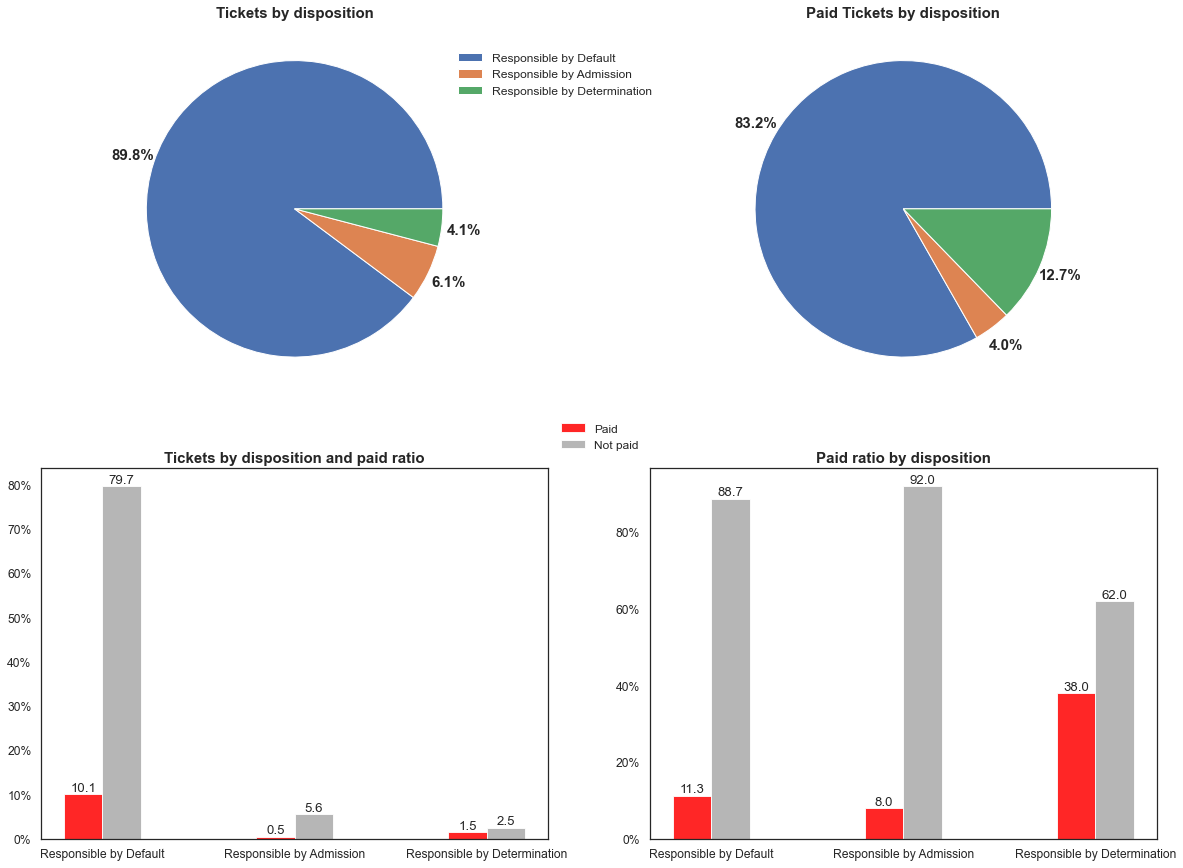 Tickets by disposition
Responsible by Default
Responsible by Admission
Responsible by Determination
89.8%
4.1%
6.1%
Paid Tickets by disposition
83.2%
12.7%
4.0%
Paid
Not paid
Tickets by disposition and paid ratio
80%
70%
60%
50%
40%
30%
20%
10%
0%
79.7
10.1
0.5
5.6
1.5
2.5
Responsible by Default
Responsible by Admission
Responsible by Determination
Paid ratio by disposition
80%
60%
40%
20%
0%
88.7
11.3
92.0
8.0
62.0
38.0
Responsible by Default
Responsible by Admission
Responsible by Determination